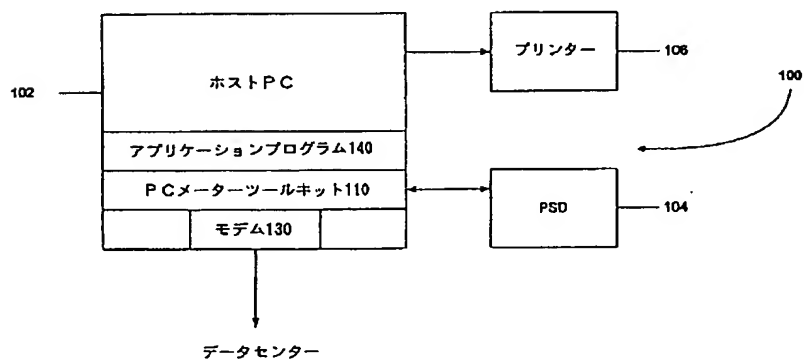 プリンター
106
100
102
ホストPC
アプリケーションプログラム140
PCメーターツールキット110
PSD
104
モデム130
データセンター